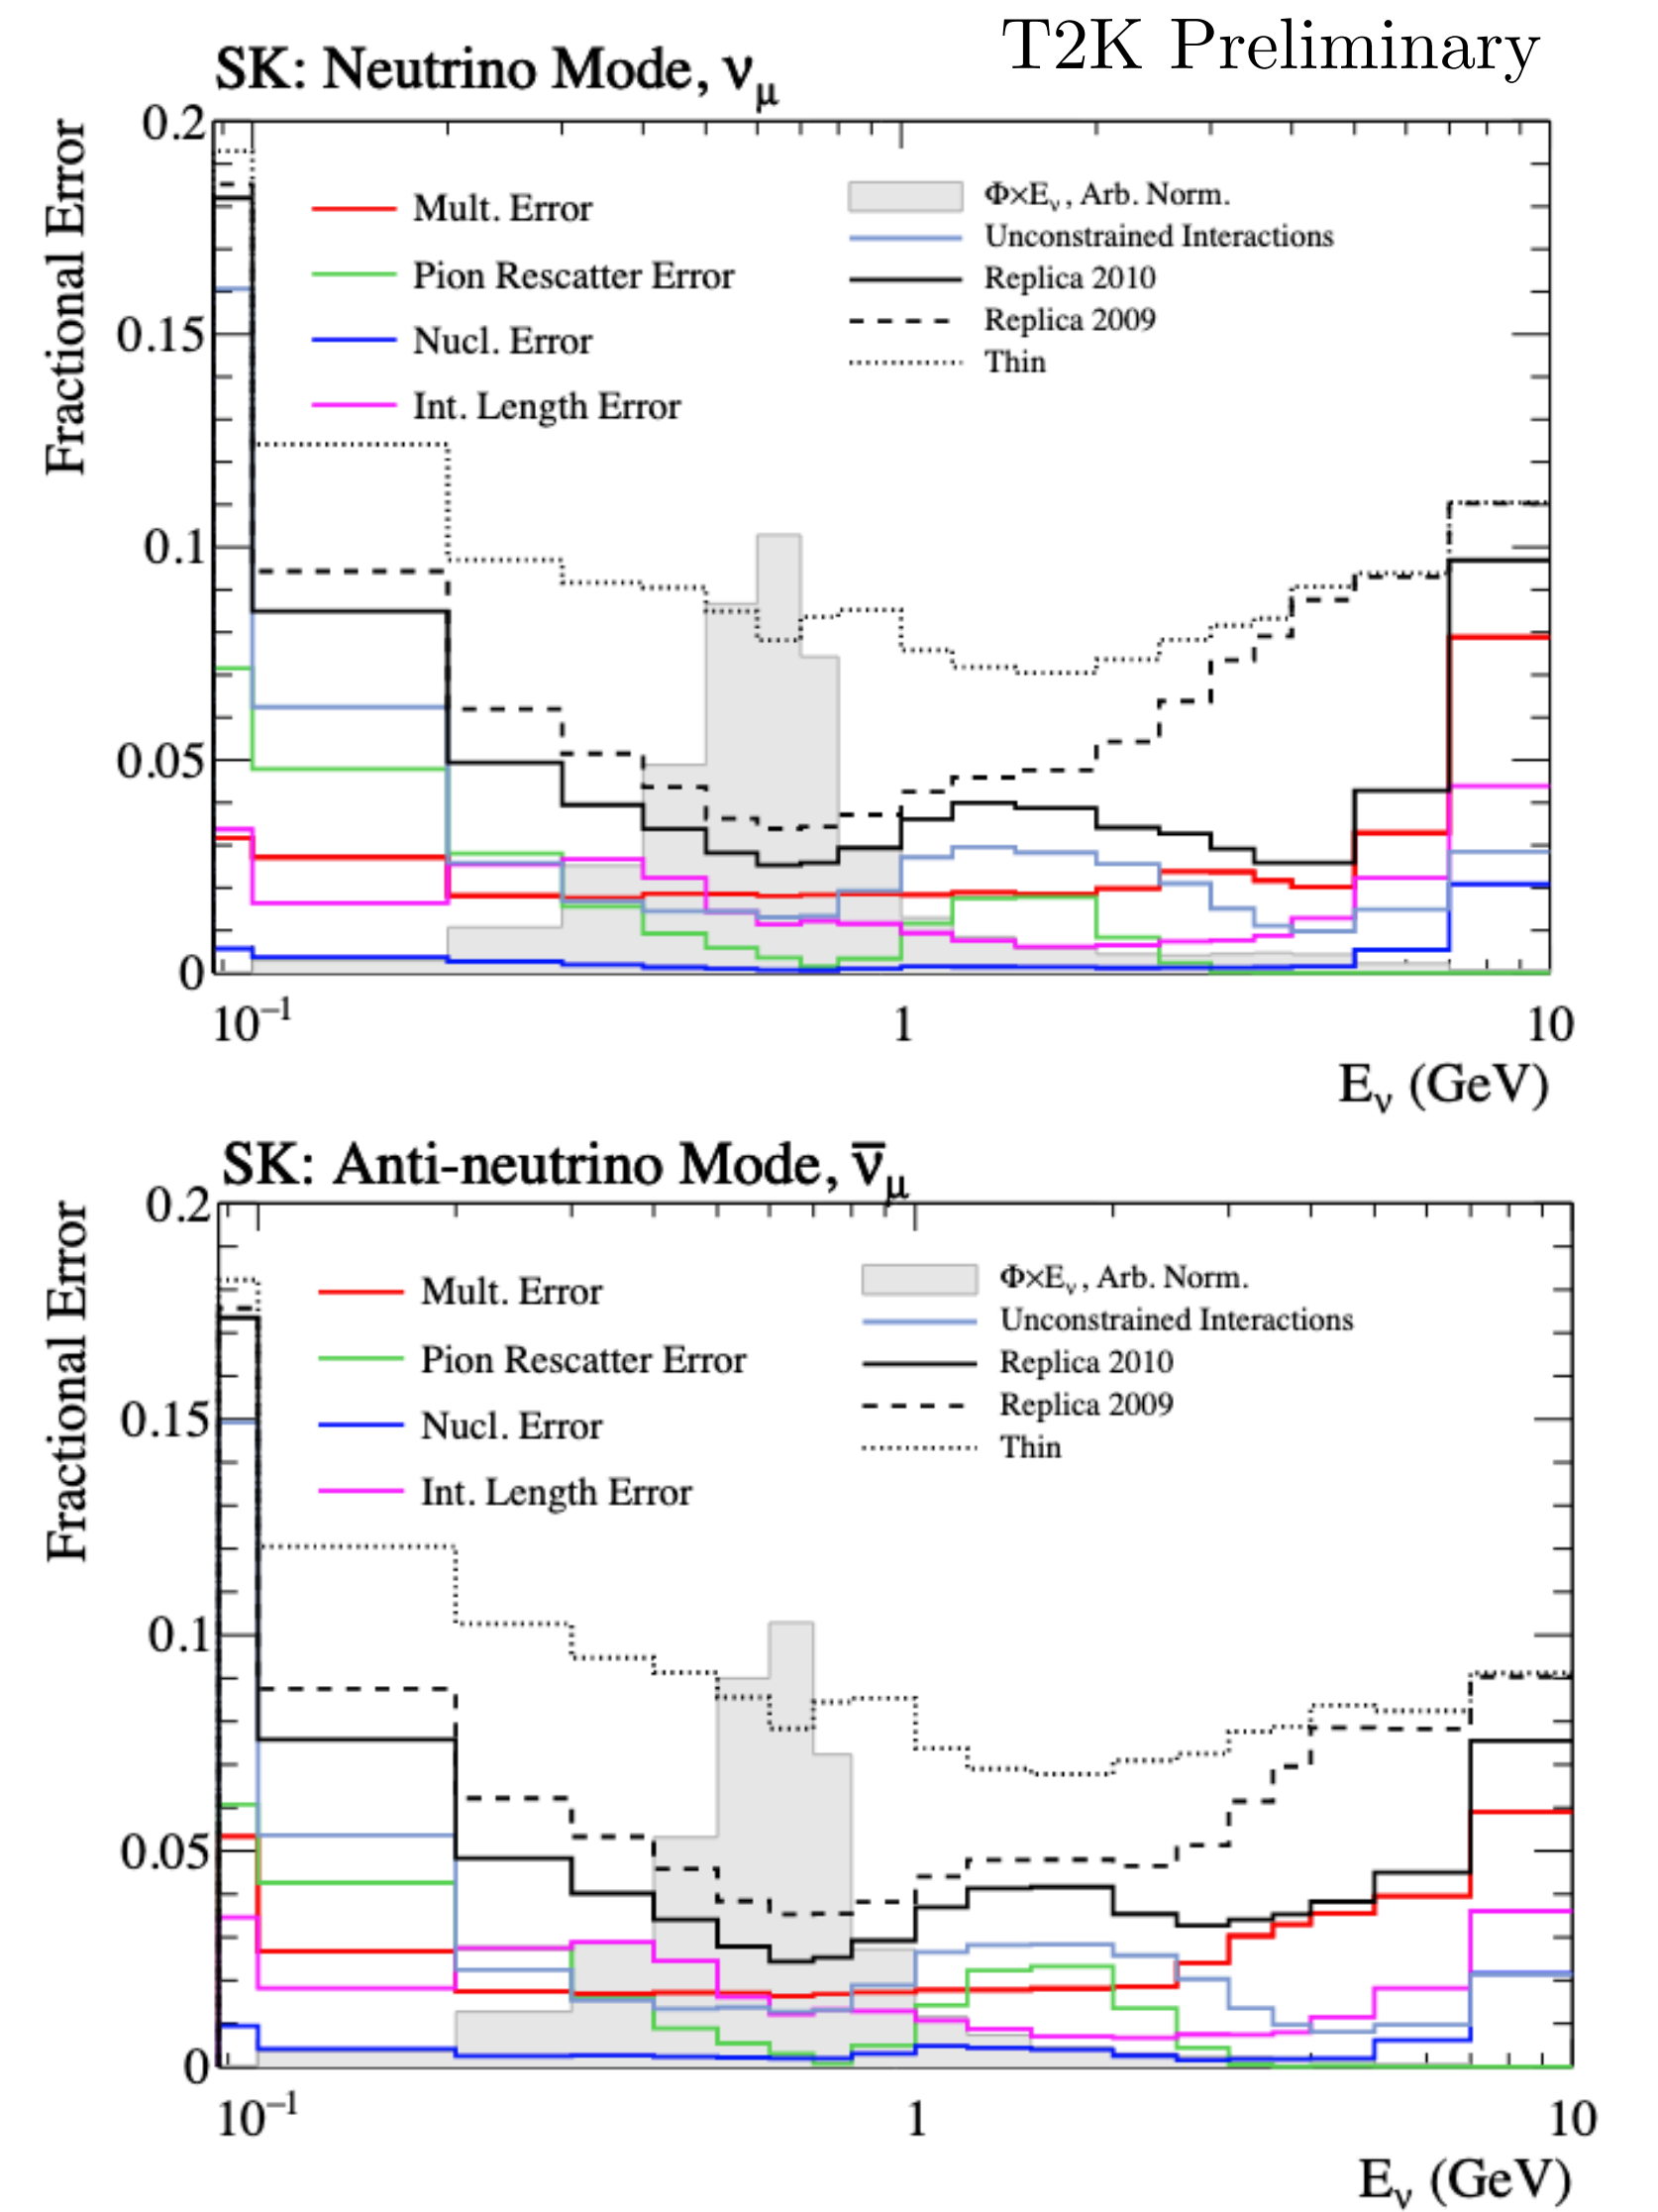 T2K Preliminary
SK: Neutrino Mode, νμ
Fractional Error
0.2
0.15
0.1
0.05
0
Mult. Error
Pion Rescatter Error
Nucl. Error
Int. Length Error
Φ×Eν, Arb. Norm.
Unconstrained Interactions
Replica 2010
Replica 2009
Thin
10⁻¹
1
10
Eν (GeV)
SK: Anti-neutrino Mode, ν̅μ
Fractional Error
0.2
0.15
0.1
0.05
0
Mult. Error
Pion Rescatter Error
Nucl. Error
Int. Length Error
Φ×Eν, Arb. Norm.
Unconstrained Interactions
Replica 2010
Replica 2009
Thin
10⁻¹
1
10
Eν (GeV)